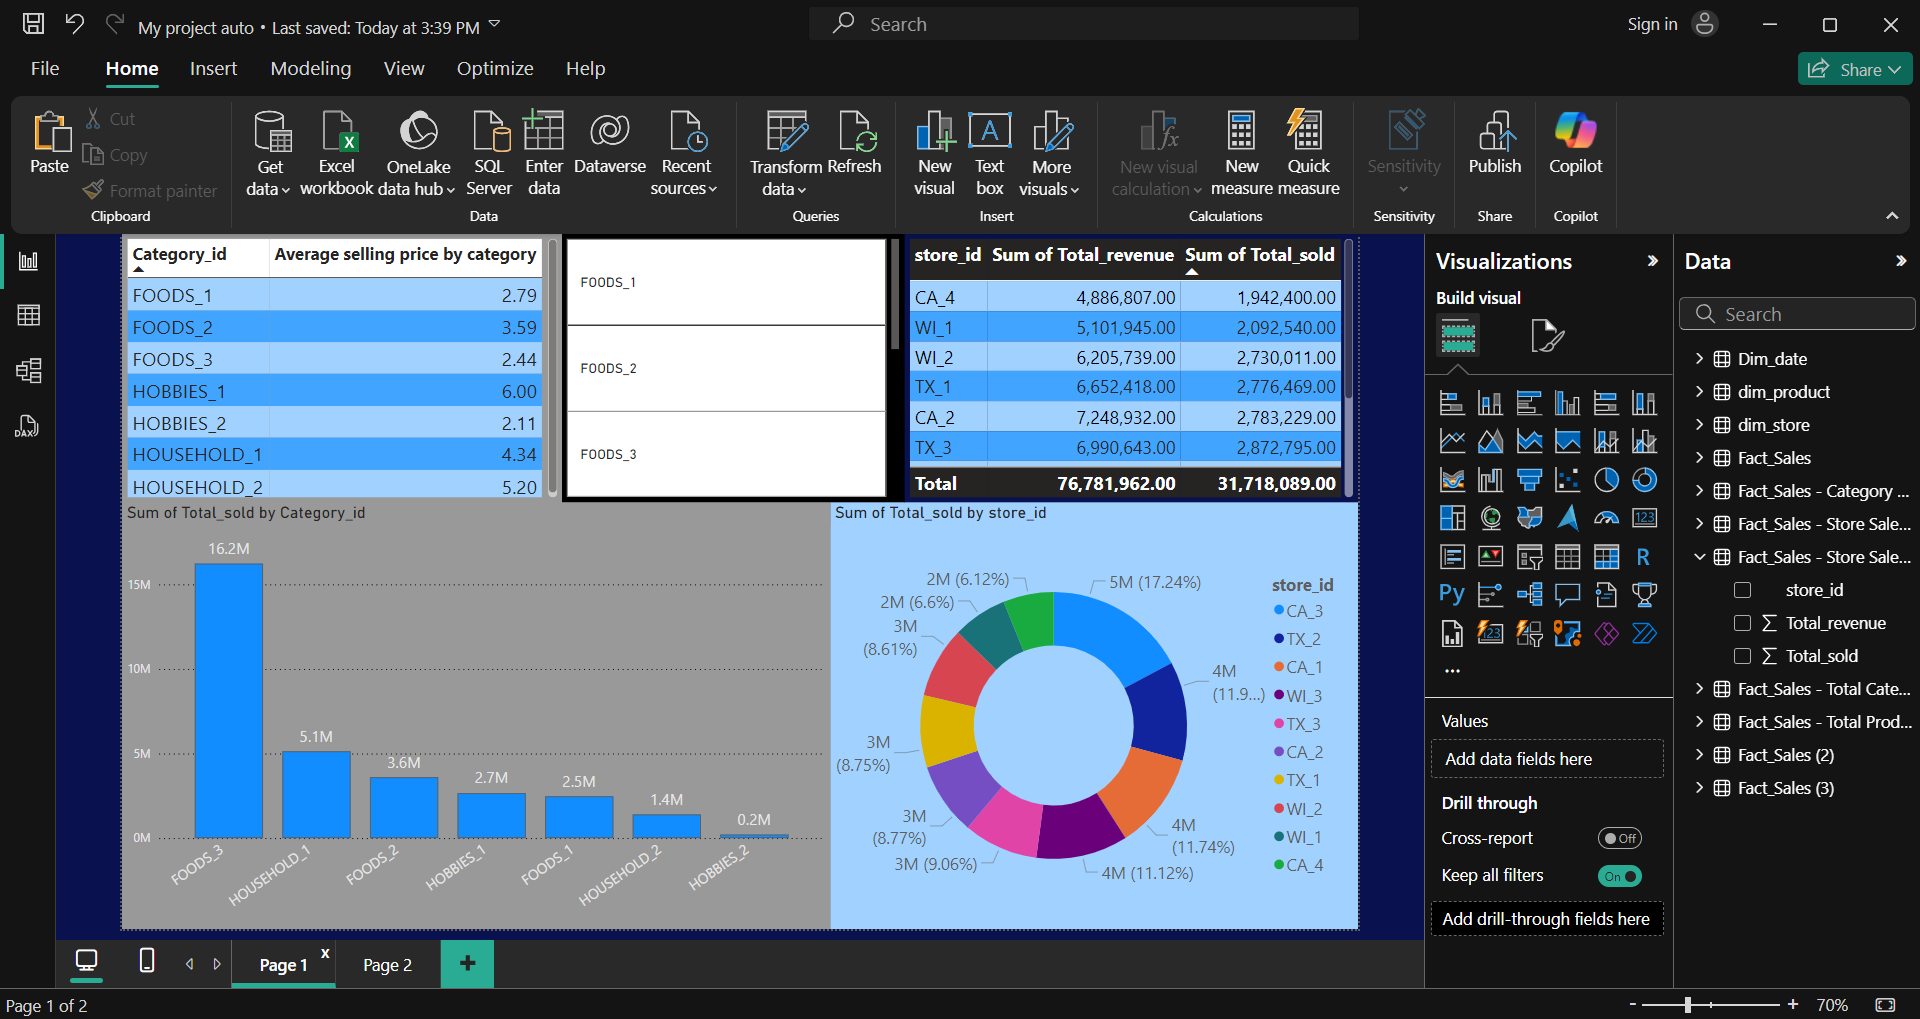 My project auto • Last saved: Today at 3:39 PM
Search
Sign in
File
Home
Insert
Modeling
View
Optimize
Help
Share
Paste
Cut
Copy
Format painter
Clipboard
Get
data
Excel
workbook
OneLake
data hub
SQL
Server
Enter
data
Dataverse
Recent
sources
Data
Transform
data
Refresh
Queries
New
visual
Text
box
More
visuals
Insert
New visual
calculation
New
measure
Quick
measure
Calculations
Sensitivity
Sensitivity
Publish
Share
Copilot
Copilot
DAX
Category_id Average selling price by category
FOODS_1 2.79
FOODS_2 3.59
FOODS_3 2.44
HOBBIES_1 6.00
HOBBIES_2 2.11
HOUSEHOLD_1 4.34
HOUSEHOLD_2 5.20
FOODS_1
FOODS_2
FOODS_3
store_id Sum of Total_revenue Sum of Total_sold
CA_4 4,886,807.00 1,942,400.00
WI_1 5,101,945.00 2,092,540.00
WI_2 6,205,739.00 2,730,011.00
TX_1 6,652,418.00 2,776,469.00
CA_2 7,248,932.00 2,783,229.00
TX_3 6,990,643.00 2,872,795.00
Total 76,781,962.00 31,718,089.00
Sum of Total_sold by Category_id
15M
10M
5M
0M
16.2M
5.1M
3.6M
2.7M
2.5M
1.4M
0.2M
FOODS_3
HOUSEHOLD_1
FOODS_2
HOBBIES_1
FOODS_1
HOUSEHOLD_2
HOBBIES_2
Sum of Total_sold by store_id
5M (17.24%)
4M
(11.9...)
4M
(11.74%)
4M (11.12%)
3M (9.06%)
3M
(8.77%)
3M
(8.75%)
3M
(8.61%)
2M (6.6%)
2M (6.12%)
store_id
CA_3
TX_2
CA_1
WI_3
TX_3
CA_2
TX_1
WI_2
WI_1
CA_4
Visualizations
Build visual
123
R
Py
123
...
Values
Add data fields here
Drill through
Cross-report
Off
Keep all filters
On
Add drill-through fields here
Data
Search
Dim_date
dim_product
dim_store
Fact_Sales
Fact_Sales - Category ...
Fact_Sales - Store Sale...
Fact_Sales - Store Sale...
store_id
Σ Total_revenue
Σ Total_sold
Fact_Sales - Total Cate...
Fact_Sales - Total Prod...
Fact_Sales (2)
Fact_Sales (3)
Page 1
x
Page 2
+
Page 1 of 2
- + 70%